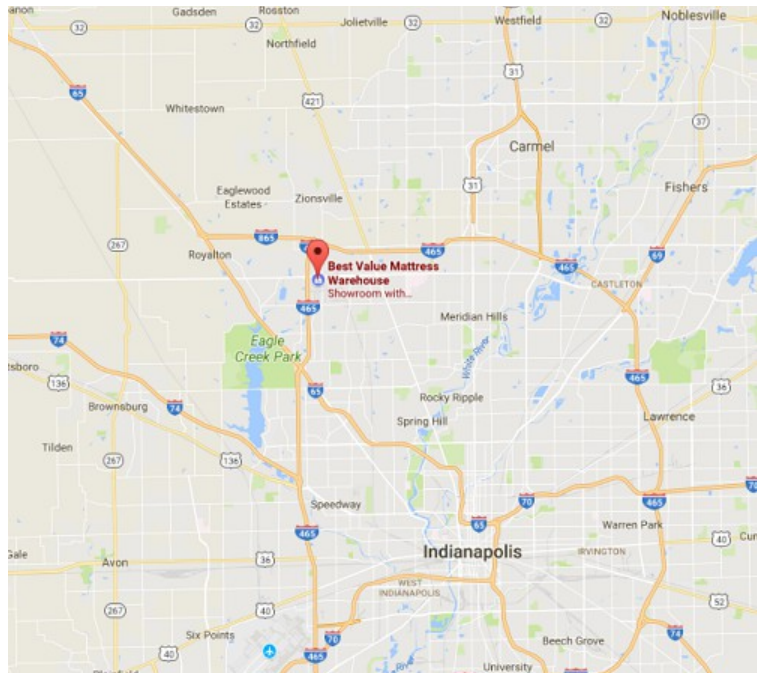 Gadsden
Rosston
Jolietville
Westfield
Noblesville
32
32
32
32
Northfield
31
65
421
Whitestown
37
Carmel
31
Fishers
Eaglewood
Estates
Zionsville
267
865
465
465
69
Royalton
Best Value Mattress
Warehouse
Showroom with...
CASTLETON
465
Meridian Hills
74
Eagle
Creek Park
White River
465
136
65
36
Rocky Ripple
Brownsburg
74
Spring Hill
Lawrence
Tilden
267
136
70
465
70
Speedway
65
465
Warren Park
Indianapolis
40
Avon
36
IRVINGTON
WEST
INDIANAPOLIS
267
40
52
Six Points
70
74
40
465
Beech Grove
River
University
465